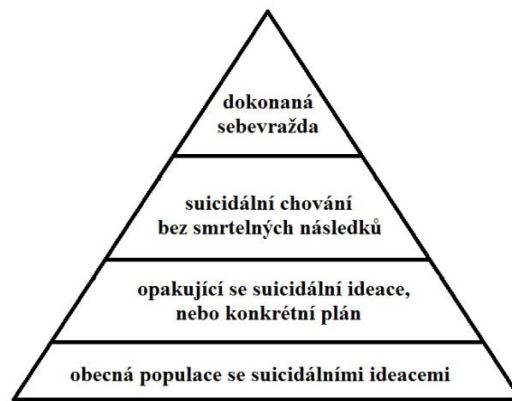 dokonaná
sebevražda
suicidální chování
bez smrtelných následků
opakující se suicidální ideace,
nebo konkrétní plán
obecná populace se suicidálními ideacemi